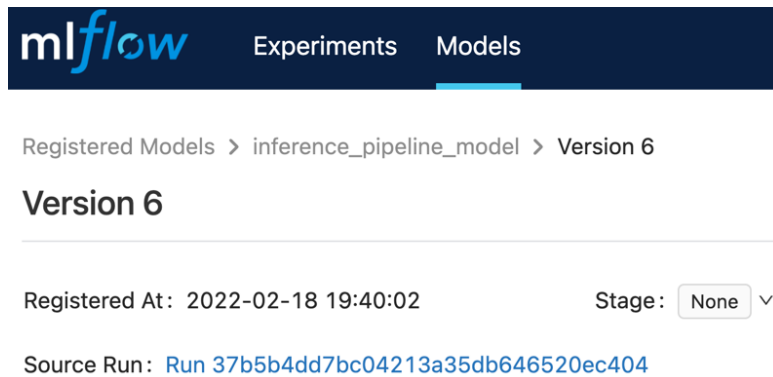 mlflow Experiments Models
Registered Models > inference_pipeline_model > Version 6
Version 6
Registered At: 2022-02-18 19:40:02 Stage: None
Source Run: Run 37b5b4dd7bc04213a35db646520ec404